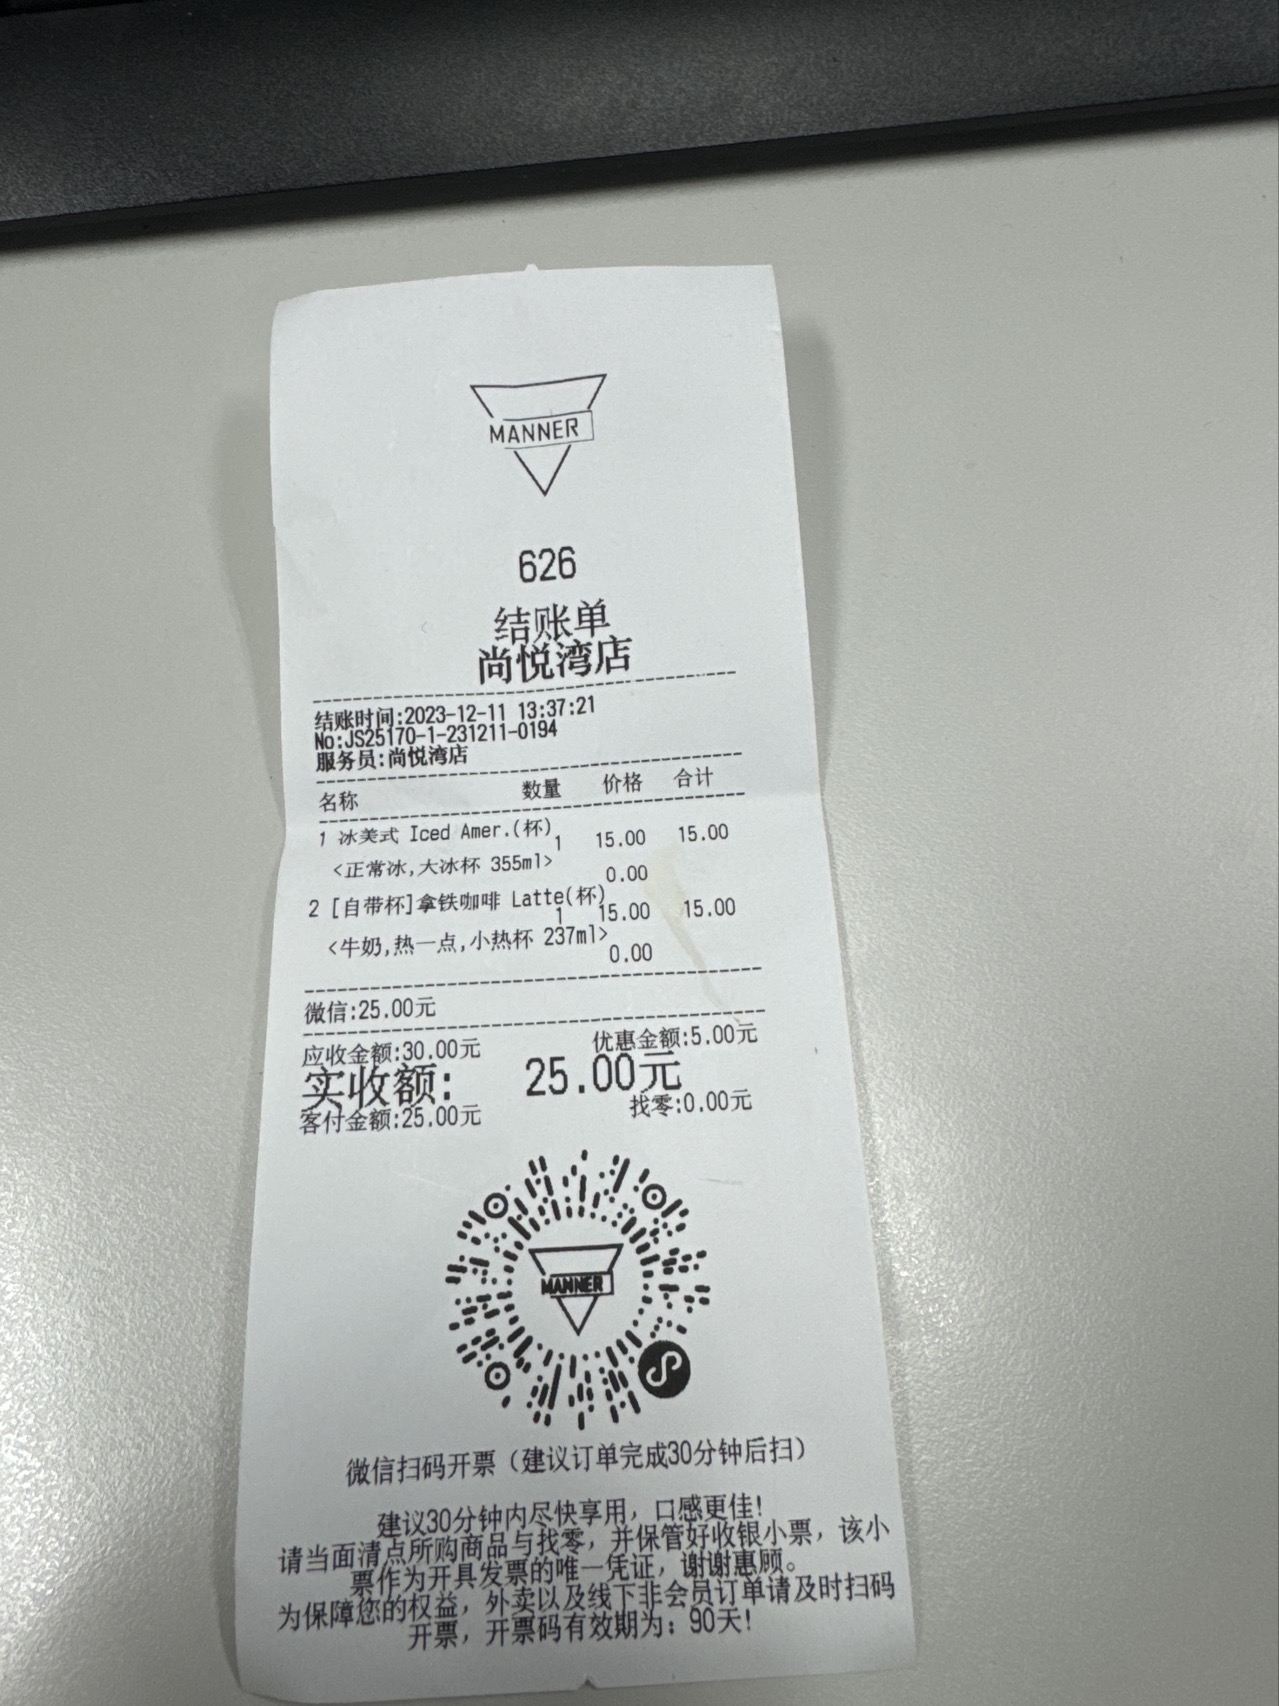 MANNER
626
结账单
尚悦湾店
结账时间:2023-12-11 13:37:21
No:JS25170-1-231211-0194
服务员:尚悦湾店
名称 数量 价格 合计
1 冰美式 Iced Amer.(杯) 1 15.00 15.00
<正常冰,大冰杯 355ml> 0.00
2 [自带杯]拿铁咖啡 Latte(杯) 1 15.00 15.00
<牛奶,热一点,小热杯 237ml> 0.00
微信:25.00元
应收金额:30.00元 优惠金额:5.00元
实收额: 25.00元
客付金额:25.00元 找零:0.00元
MANNER
微信扫码开票（建议订单完成30分钟后扫）
建议30分钟内尽快享用，口感更佳！
请当面清点所购商品与找零，并保管好收银小票，该小
票作为开具发票的唯一凭证，谢谢惠顾。
为保障您的权益，外卖以及线下非会员订单请及时扫码
开票，开票码有效期为：90天！